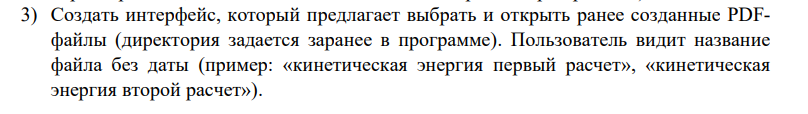 3) Создать интерфейс, который предлагает выбрать и открыть ранее созданные PDF-
файлы (директория задается заранее в программе). Пользователь видит название
файла без даты (пример: «кинетическая энергия первый расчет», «кинетическая
энергия второй расчет»).